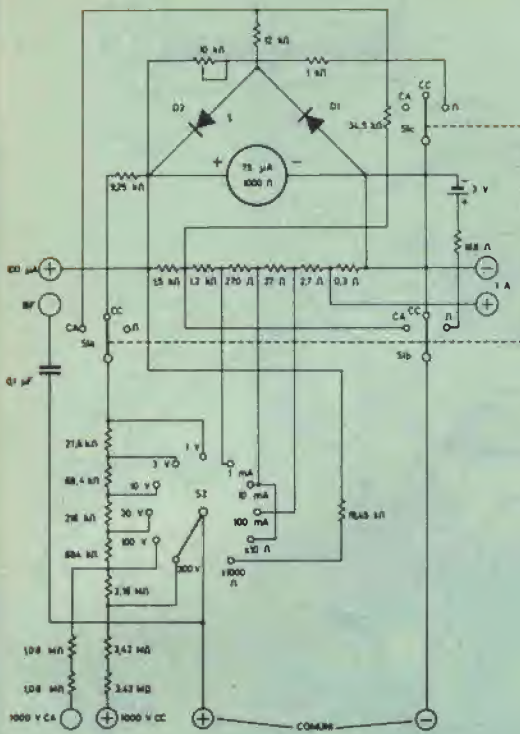 12 kΩ
10 kΩ
1 kΩ
D2
D1
CA
CC
Ω
S1c
34,5 kΩ
+
75 µA
1000 Ω
−
9,25 kΩ
+
100 µA
+
1,5 kΩ
1,2 kΩ
270 Ω
27 Ω
2,7 Ω
0,3 Ω
−
1 A
+
BF
CC
CA
Ω
S1a
CC
CA
Ω
S1b
0,1 µF
21,6 kΩ
68,4 kΩ
216 kΩ
684 kΩ
2,16 MΩ
1 V
3 V
10 V
30 V
100 V
300 V
S2
1 mA
10 mA
100 mA
x10 Ω
x1000
Ω
1,08 MΩ
1,08 MΩ
3,42 MΩ
3,42 MΩ
1000 V CA
+
1000 V CC
+
COMUNI
−